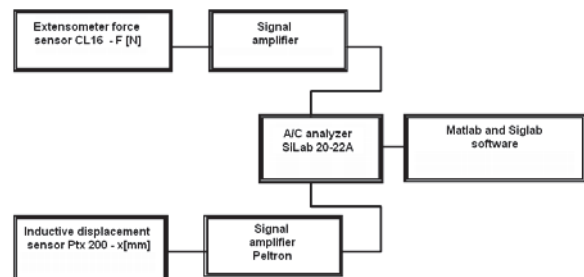 Extensometer force
sensor CL16 - F [N]
Signal
amplifier
A/C analyzer
SiLab 20-22A
Matlab and Siglab
software
Inductive displacement
sensor Ptx 200 - x[mm]
Signal
amplifier
Peltron